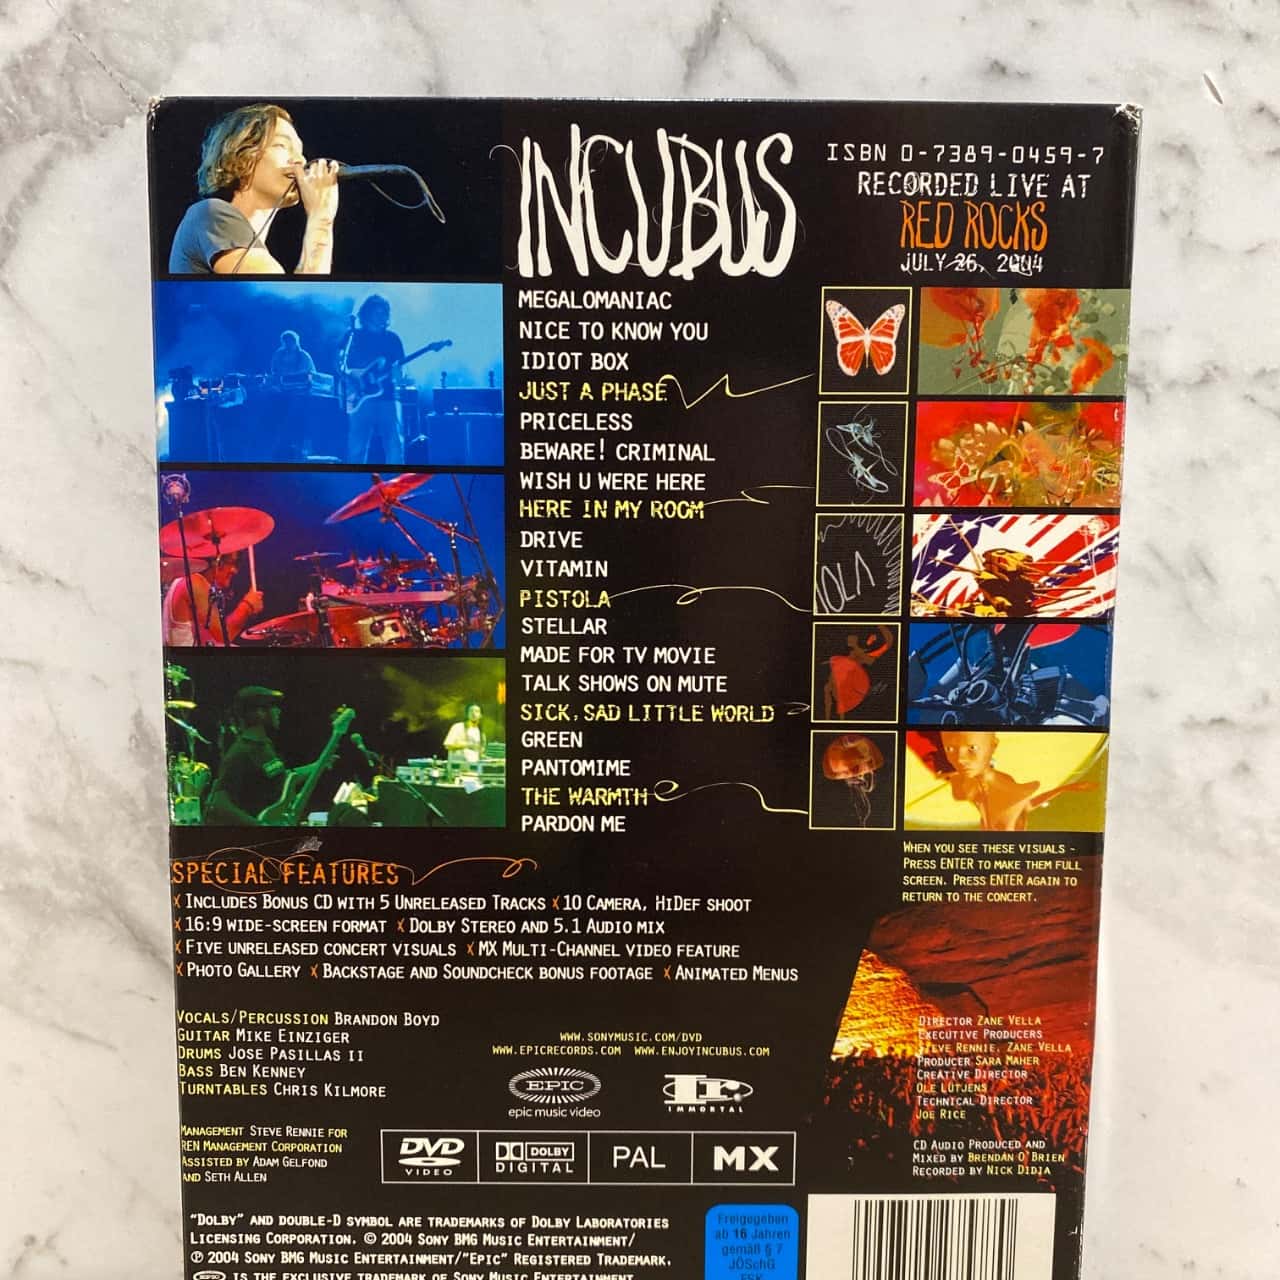 INCUBUS
ISBN 0-7389-0459-7
RECORDED LIVE AT
RED ROCKS
JULY 26, 2004
MEGALOMANIAC
NICE TO KNOW YOU
IDIOT BOX
JUST A PHASE
PRICELESS
BEWARE! CRIMINAL
WISH U WERE HERE
HERE IN MY ROOM
DRIVE
VITAMIN
PISTOLA
STELLAR
MADE FOR TV MOVIE
TALK SHOWS ON MUTE
SICK, SAD LITTLE WORLD
GREEN
PANTOMIME
THE WARMTH
PARDON ME
OLA
WHEN YOU SEE THESE VISUALS -
PRESS ENTER TO MAKE THEM FULL
SCREEN. PRESS ENTER AGAIN TO
RETURN TO THE CONCERT.
SPECIAL FEATURES
x INCLUDES BONUS CD WITH 5 UNRELEASED TRACKS x 10 CAMERA, HIDEF SHOOT
x 16:9 WIDE-SCREEN FORMAT x DOLBY STEREO AND 5.1 AUDIO MIX
x FIVE UNRELEASED CONCERT VISUALS x MX MULTI-CHANNEL VIDEO FEATURE
x PHOTO GALLERY x BACKSTAGE AND SOUNDCHECK BONUS FOOTAGE x ANIMATED MENUS
VOCALS/PERCUSSION BRANDON BOYD
GUITAR MIKE EINZIGER
DRUMS JOSE PASILLAS II
BASS BEN KENNEY
TURNTABLES CHRIS KILMORE
MANAGEMENT STEVE RENNIE FOR
REN MANAGEMENT CORPORATION
ASSISTED BY ADAM GELFOND
AND SETH ALLEN
WWW.SONYMUSIC.COM/DVD
WWW.EPICRECORDS.COM WWW.ENJOYINCUBUS.COM
EPIC
epic music video
IMMORTAL
DVD VIDEO
DOLBY DIGITAL
PAL
MX
DIRECTOR ZANE VELLA
EXECUTIVE PRODUCERS
STEVE RENNIE, ZANE VELLA
PRODUCER SARA MAHER
CREATIVE DIRECTOR
OLE LÜTJENS
TECHNICAL DIRECTOR
JOE RICE
CD AUDIO PRODUCED AND
MIXED BY BRENDAN O'BRIEN
RECORDED BY NICK DIDIA
"DOLBY" AND DOUBLE-D SYMBOL ARE TRADEMARKS OF DOLBY LABORATORIES
LICENSING CORPORATION. © 2004 SONY BMG MUSIC ENTERTAINMENT/
℗ 2004 SONY BMG MUSIC ENTERTAINMENT/"EPIC" REGISTERED TRADEMARK.
EPIC IS THE EXCLUSIVE TRADEMARK OF SONY MUSIC ENTERTAINMENT
Freigegeben
ab 16 Jahren
gemäß § 7
JÖSchG
FSK